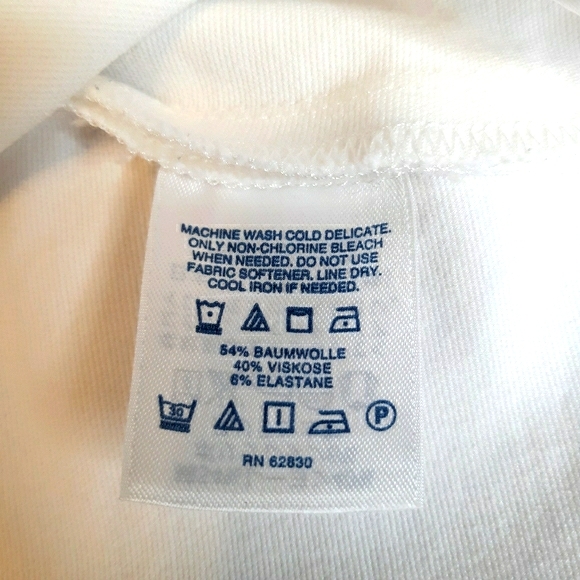 MACHINE WASH COLD DELICATE.
ONLY NON-CHLORINE BLEACH
WHEN NEEDED. DO NOT USE
FABRIC SOFTENER. LINE DRY.
COOL IRON IF NEEDED.
54% BAUMWOLLE
40% VISKOSE
6% ELASTANE
30 P
RN 62830